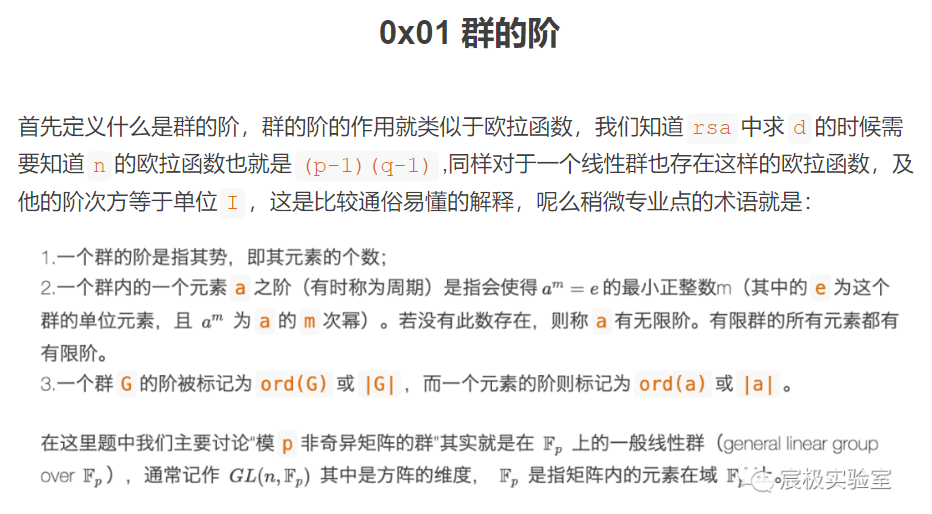 0x01 群的阶
首先定义什么是群的阶，群的阶的作用就类似于欧拉函数，我们知道 rsa 中求 d 的时候需
要知道 n 的欧拉函数也就是 (p-1)(q-1) ,同样对于一个线性群也存在这样的欧拉函数，及
他的阶次方等于单位 I ，这是比较通俗易懂的解释，呢么稍微专业点的术语就是：
1.一个群的阶是指其势，即其元素的个数；
2.一个群内的一个元素 a 之阶（有时称为周期）是指会使得 aᵐ = e 的最小正整数m（其中的 e 为这个
群的单位元素，且 aᵐ 为 a 的 m 次幂）。若没有此数存在，则称 a 有无限阶。有限群的所有元素都有
有限阶。
3.一个群 G 的阶被标记为 ord(G) 或 |G| ，而一个元素的阶则标记为 ord(a) 或 |a| 。
在这里题中我们主要讨论“模 p 非奇异矩阵的群”其实就是在 𝔽ₚ 上的一般线性群（general linear group
over 𝔽ₚ），通常记作 GL(n,𝔽ₚ) 其中是方阵的维度， 𝔽ₚ 是指矩阵内的元素在域 𝔽ₚ
宸极实验室